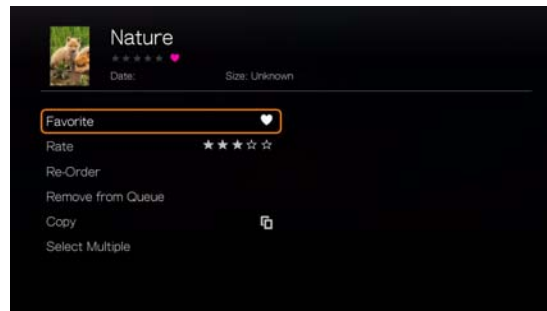 Nature
Date: Size: Unknown
Favorite
Rate
Re-Order
Remove from Queue
Copy
Select Multiple